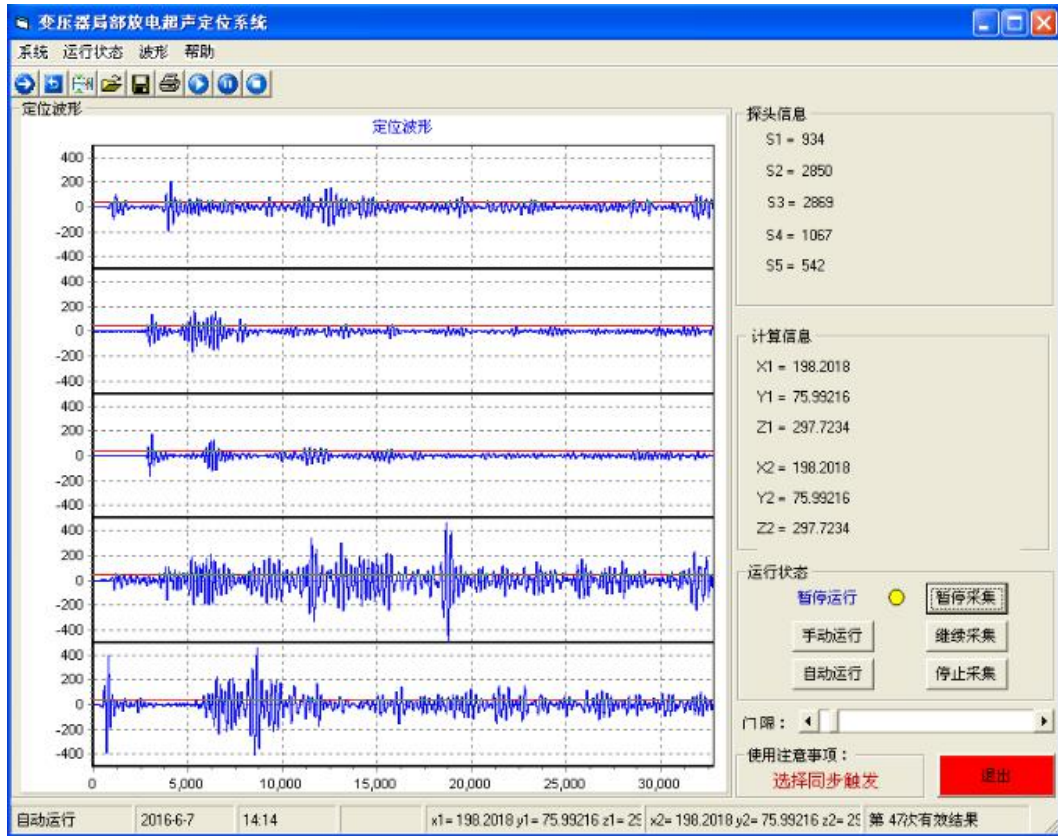 变压器局部放电超声定位系统
系统 运行状态 波形 帮助
定位波形
定位波形
400
200
0
-200
-400
400
200
0
-200
-400
400
200
0
-200
-400
400
200
0
-200
-400
400
200
0
-200
-400
0 5,000 10,000 15,000 20,000 25,000 30,000
探头信息
S1 = 934
S2 = 2850
S3 = 2869
S4 = 1067
S5 = 542
计算信息
X1 = 198.2018
Y1 = 75.99216
Z1 = 297.7234
X2 = 198.2018
Y2 = 75.99216
Z2 = 297.7234
运行状态
暂停运行 暂停采集
手动运行 继续采集
自动运行 停止采集
门限：
使用注意事项：
选择同步触发
退出
自动运行 2016-6-7 14:14 x1= 198.2018 y1= 75.99216 z1= 29 x2= 198.2018 y2= 75.99216 z2= 29 第 47次有效结果